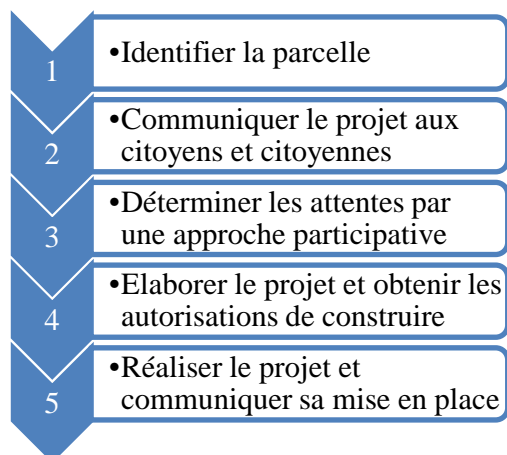 1
•Identifier la parcelle
2
•Communiquer le projet aux
citoyens et citoyennes
3
•Déterminer les attentes par
une approche participative
4
•Elaborer le projet et obtenir les
autorisations de construire
5
•Réaliser le projet et
communiquer sa mise en place